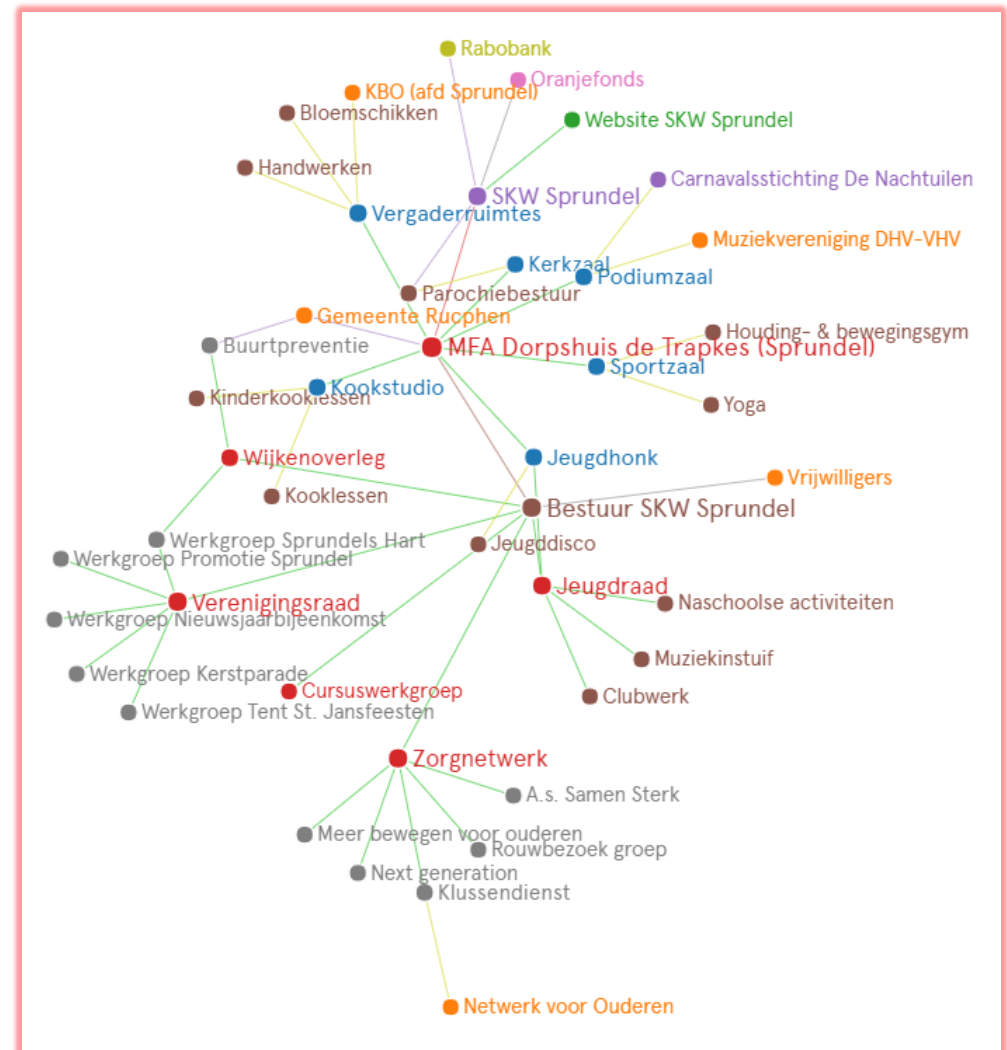 Rabobank
Oranjefonds
KBO (afd Sprundel)
Bloemschikken
Website SKW Sprundel
Handwerken
Carnavalsstichting De Nachtuilen
SKW Sprundel
Vergaderruimtes
Muziekvereniging DHV-VHV
Kerkzaal
Podiumzaal
Parochiebestuur
Gemeente Rucphen
Houding- & bewegingsgym
Buurtpreventie
MFA Dorpshuis de Trapkes (Sprundel)
Sportzaal
Kookstudio
Kinderkooklessen
Yoga
Wijkenoverleg
Jeugdhonk
Vrijwilligers
Kooklessen
Bestuur SKW Sprundel
Werkgroep Sprundels Hart
Jeugddisco
Werkgroep Promotie Sprundel
Jeugdraad
Verenigingsraad
Naschoolse activiteiten
Werkgroep Nieuwsjaarbijeenkomst
Muziekinstuif
Werkgroep Kerstparade
Cursuswerkgroep
Clubwerk
Werkgroep Tent St. Jansfeesten
Zorgnetwerk
A.s. Samen Sterk
Meer bewegen voor ouderen
Rouwbezoek groep
Next generation
Klussendienst
Netwerk voor Ouderen